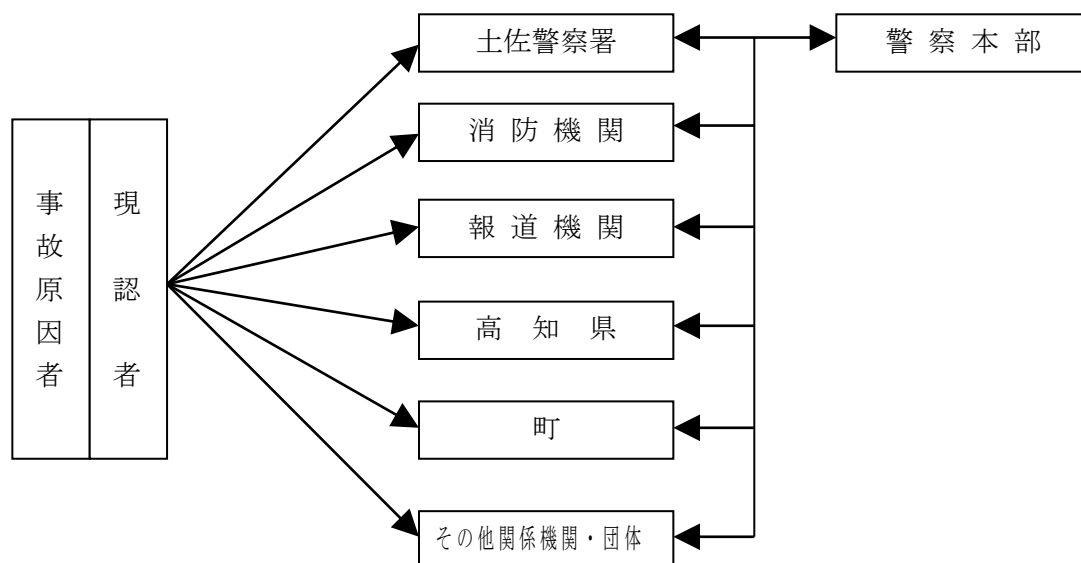 事故原因者
現認者
土佐警察署
消防機関
報道機関
高知県
町
その他関係機関・団体
警察本部